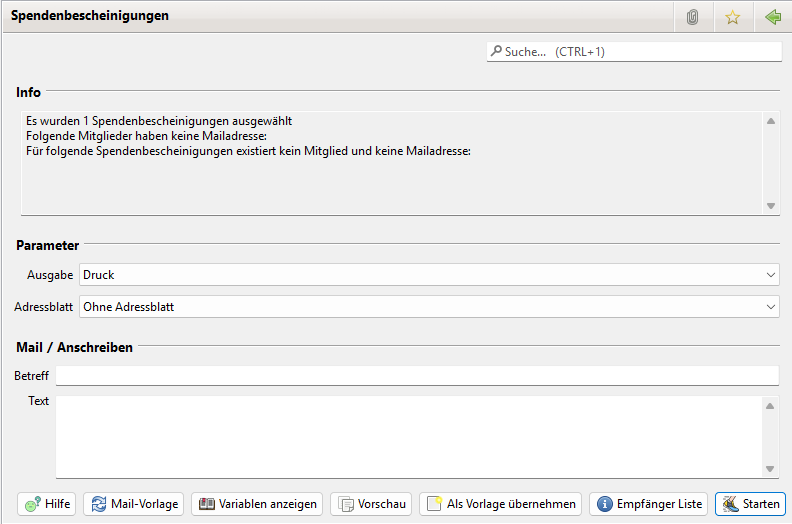 Spendenbescheinigungen
Suche... (CTRL+1)
Info
Es wurden 1 Spendenbescheinigungen ausgewählt
Folgende Mitglieder haben keine Mailadresse:
Für folgende Spendenbescheinigungen existiert kein Mitglied und keine Mailadresse:
Parameter
Ausgabe Druck
Adressblatt Ohne Adressblatt
Mail / Anschreiben
Betreff
Text
Hilfe Mail-Vorlage Variablen anzeigen Vorschau Als Vorlage übernehmen Empfänger Liste Starten